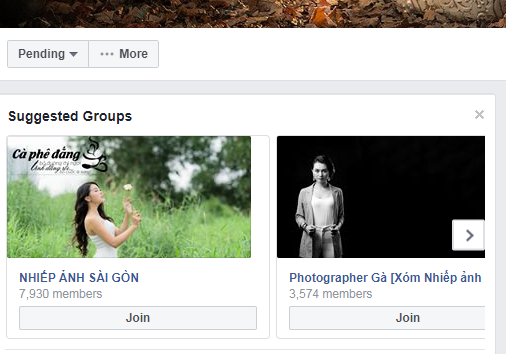 Pending
More
Suggested Groups
Cà phê đắng
NHIẾP ẢNH SÀI GÒN
7,930 members
Join
Photographer Gà [Xóm Nhiếp ảnh
3,574 members
Join